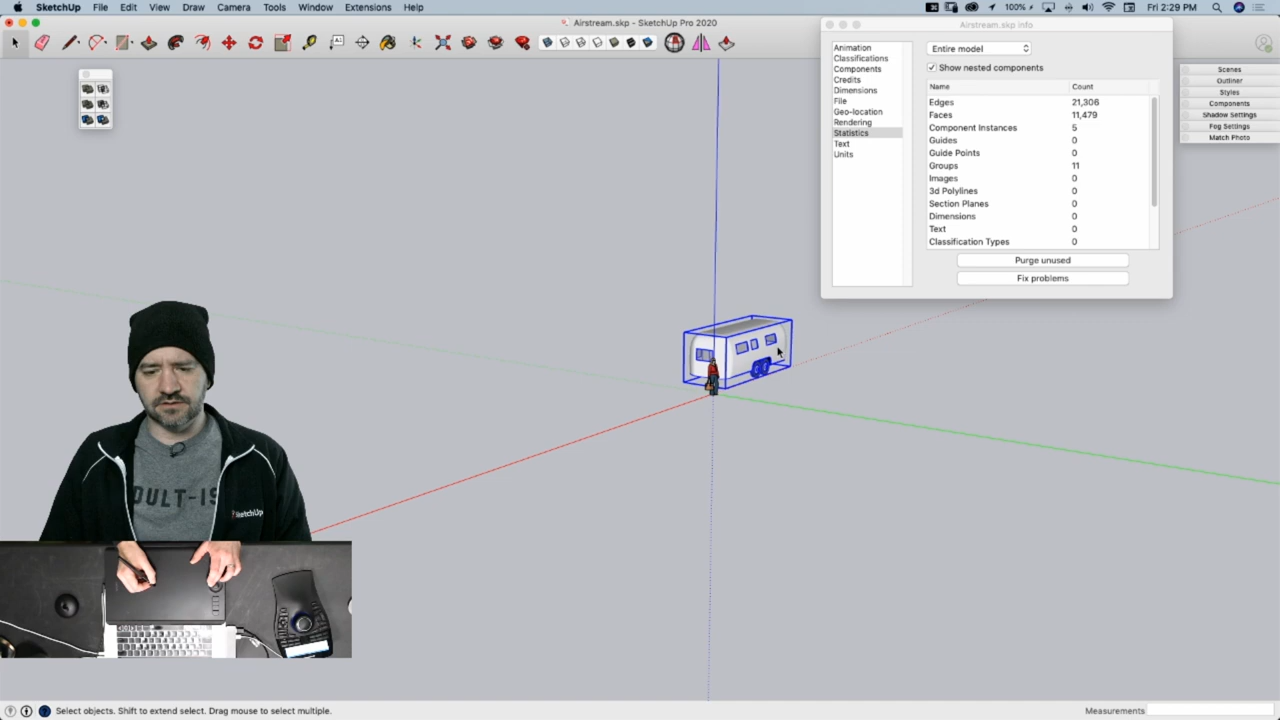 SketchUp File Edit View Draw Camera Tools Window Extensions Help
100% Fri 2:29 PM
Airstream.skp - SketchUp Pro 2020
Airstream.skp Info
Animation
Classifications
Components
Credits
Dimensions
File
Geo-location
Rendering
Statistics
Text
Units
Entire model
Show nested components
Name Count
Edges 21,306
Faces 11,479
Component Instances 5
Guides 0
Guide Points 0
Groups 11
Images 0
3d Polylines 0
Section Planes 0
Dimensions 0
Text 0
Classification Types 0
Purge unused
Fix problems
Scenes
Outliner
Styles
Components
Shadow Settings
Fog Settings
Match Photo
SketchUp
Select objects. Shift to extend select. Drag mouse to select multiple.
Measurements